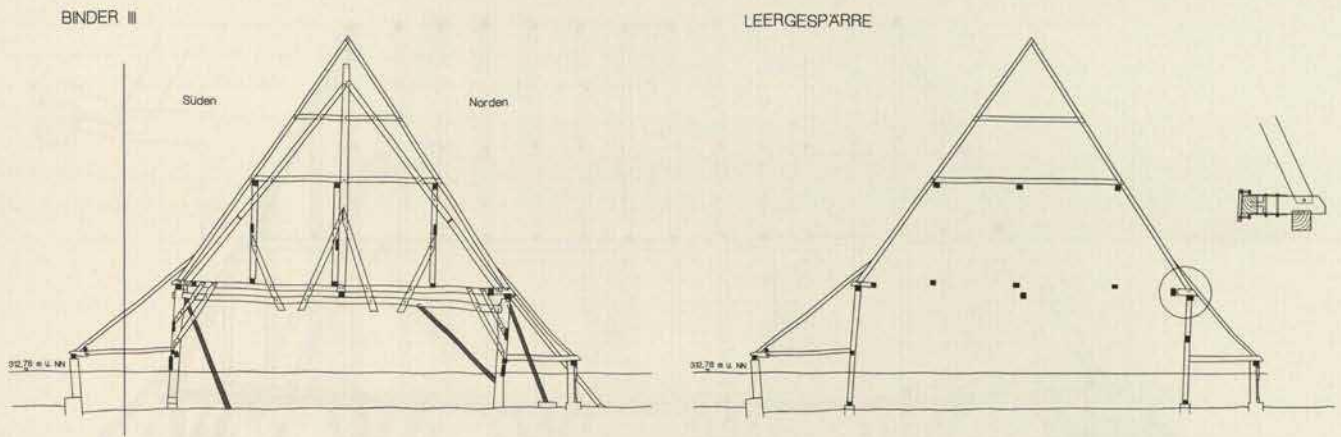 BINDER III
LEERGESPÄRRE
Süden
Norden
312,78 m ü. NN
312,78 m ü. NN